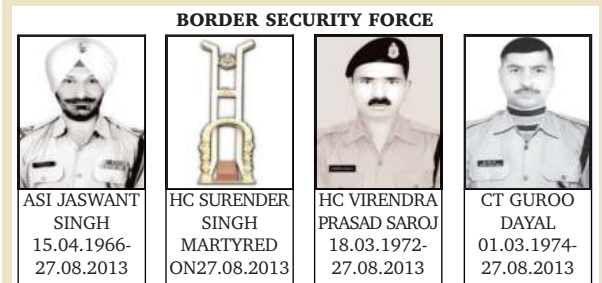 BORDER SECURITY FORCE
ASI JASWANT
SINGH
15.04.1966-
27.08.2013
HC SURENDER
SINGH
MARTYRED
ON27.08.2013
HC VIRENDRA
PRASAD SAROJ
18.03.1972-
27.08.2013
CT GUROO
DAYAL
01.03.1974-
27.08.2013